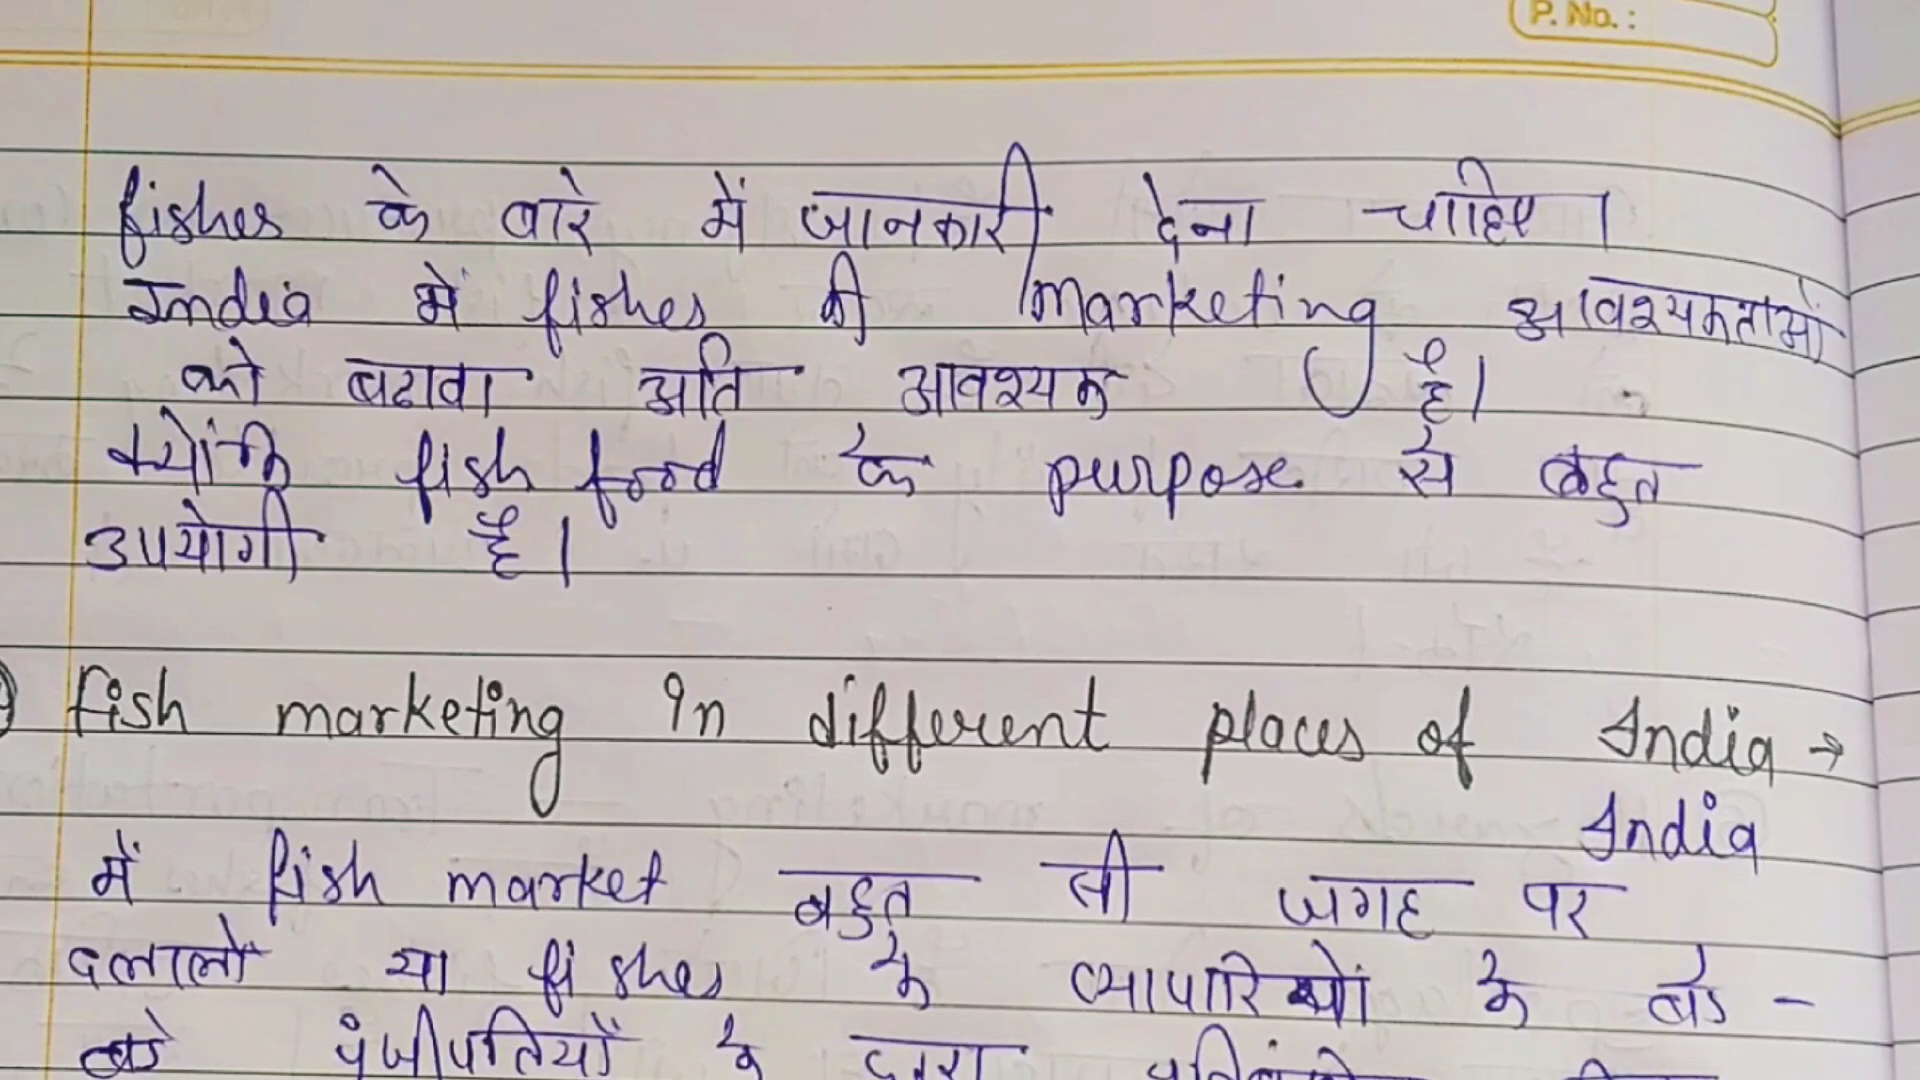 P. No. :
fishes के बारे में जानकारी देना चाहिए।
India में fishes की marketing आवश्यकताओं
को बढावा अति आवश्यक है।
क्योंकि fish food के purpose से बहुत
उपयोगी है।
fish marketing in different places of India →
India
में fish market बहुत सी जगह पर
दलालो या fishes के व्यापारियों के बडे -
बडे पूंजीपतियों के द्वारा